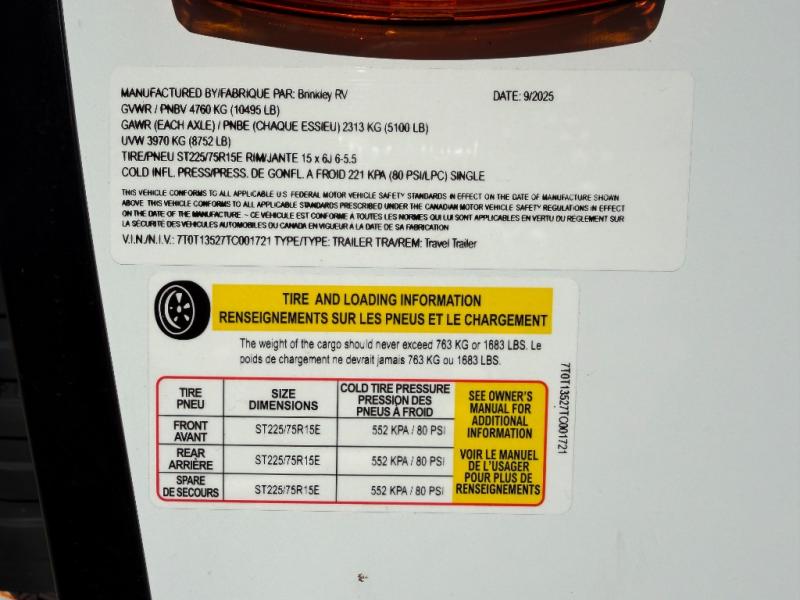 MANUFACTURED BY/FABRIQUE PAR: Brinkley RV DATE: 9/2025
GVWR / PNBV 4760 KG (10495 LB)
GAWR (EACH AXLE) / PNBE (CHAQUE ESSIEU) 2313 KG (5100 LB)
UVW 3970 KG (8752 LB)
TIRE/PNEU ST225/75R15E RIM/JANTE 15 x 6J 6-5.5
COLD INFL. PRESS/PRESS. DE GONFL. A FROID 221 KPA (80 PSI/LPC) SINGLE
THIS VEHICLE CONFORMS TO ALL APPLICABLE U.S. FEDERAL MOTOR VEHICLE SAFETY STANDARDS IN EFFECT ON THE DATE OF MANUFACTURE SHOWN
ABOVE. THIS VEHICLE CONFORMS TO ALL APPLICABLE STANDARDS PRESCRIBED UNDER THE CANADIAN MOTOR VEHICLE SAFETY REGULATIONS IN EFFECT
ON THE DATE OF THE MANUFACTURE. ~ CE VÉHICULE EST CONFORME À TOUTES LES NORMES QUI LUI SONT APPLICABLES EN VERTU DU RÈGLEMENT SUR
LA SÉCURITÉ DES VÉHICULES AUTOMOBILES DU CANADA EN VIGUEUR À LA DATE DE SA FABRICATION
V.I.N./N.I.V.: 7T0T13527TC001721 TYPE/TYPE: TRAILER TRA/REM: Travel Trailer
TIRE AND LOADING INFORMATION
RENSEIGNEMENTS SUR LES PNEUS ET LE CHARGEMENT
The weight of the cargo should never exceed 763 KG or 1683 LBS. Le
poids de chargement ne devrait jamais 763 KG ou 1683 LBS.
TIRE SIZE COLD TIRE PRESSURE
PNEU DIMENSIONS PRESSION DES
PNEUS À FROID
FRONT ST225/75R15E 552 KPA / 80 PSI
AVANT
REAR ST225/75R15E 552 KPA / 80 PSI
ARRIÈRE
SPARE ST225/75R15E 552 KPA / 80 PSI
DE SECOURS
SEE OWNER'S
MANUAL FOR
ADDITIONAL
INFORMATION
VOIR LE MANUEL
DE L'USAGER
POUR PLUS DE
RENSEIGNEMENTS
7T0T13527TC001721